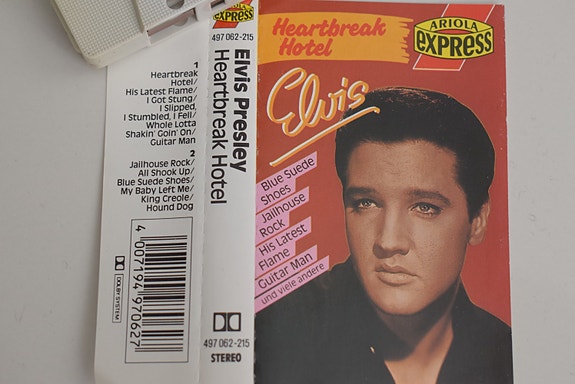 1
Heartbreak
Hotel/
His Latest Flame/
I Got Stung/
I Slipped,
I Stumbled, I Fell/
Whole Lotta
Shakin' Goin' On/
Guitar Man
2
Jailhouse Rock/
All Shook Up/
Blue Suede Shoes/
My Baby Left Me/
King Creole/
Hound Dog
DOLBY SYSTEM
4 007194 970627
EXPRESS
497 062-215
Elvis Presley
Heartbreak Hotel
497 062-215
STEREO
Heartbreak
Hotel
ARIOLA
EXPRESS
Elvis
Blue Suede
Shoes
Jailhouse
Rock
His Latest
Flame
Guitar Man
und viele andere